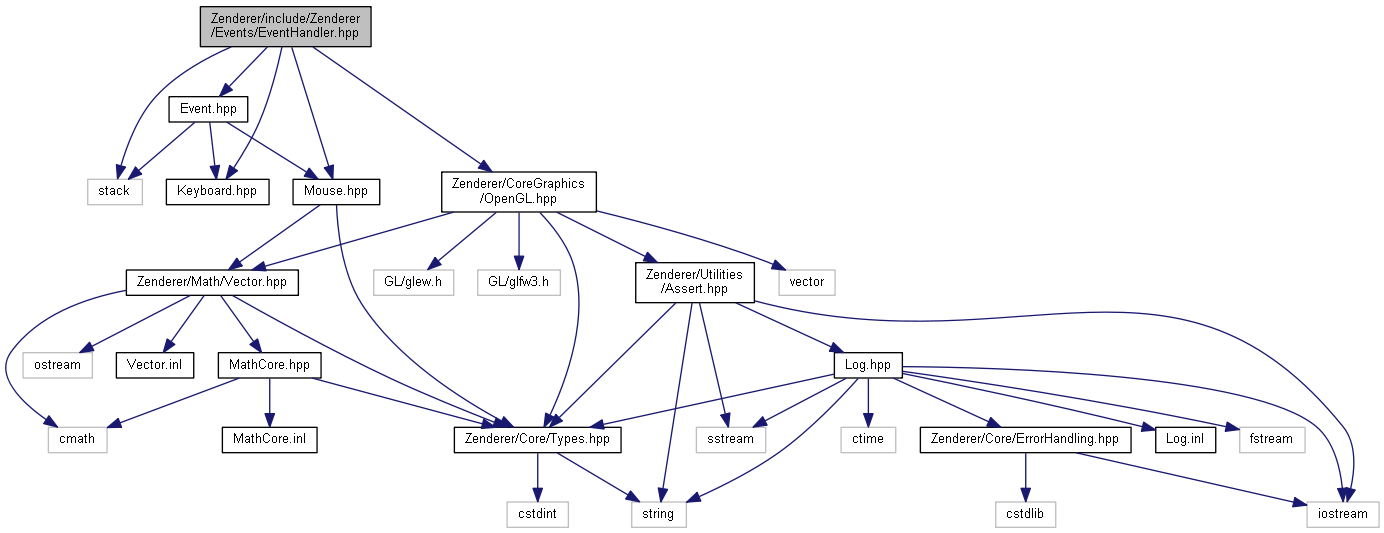 Zenderer/include/Zenderer
/Events/EventHandler.hpp
Event.hpp
stack
Keyboard.hpp
Mouse.hpp
Zenderer/CoreGraphics
/OpenGL.hpp
Zenderer/Math/Vector.hpp
GL/glew.h
GL/glfw3.h
Zenderer/Utilities
/Assert.hpp
vector
ostream
Vector.inl
MathCore.hpp
Log.hpp
cmath
MathCore.inl
Zenderer/Core/Types.hpp
sstream
ctime
Zenderer/Core/ErrorHandling.hpp
Log.inl
fstream
cstdint
string
cstdlib
iostream